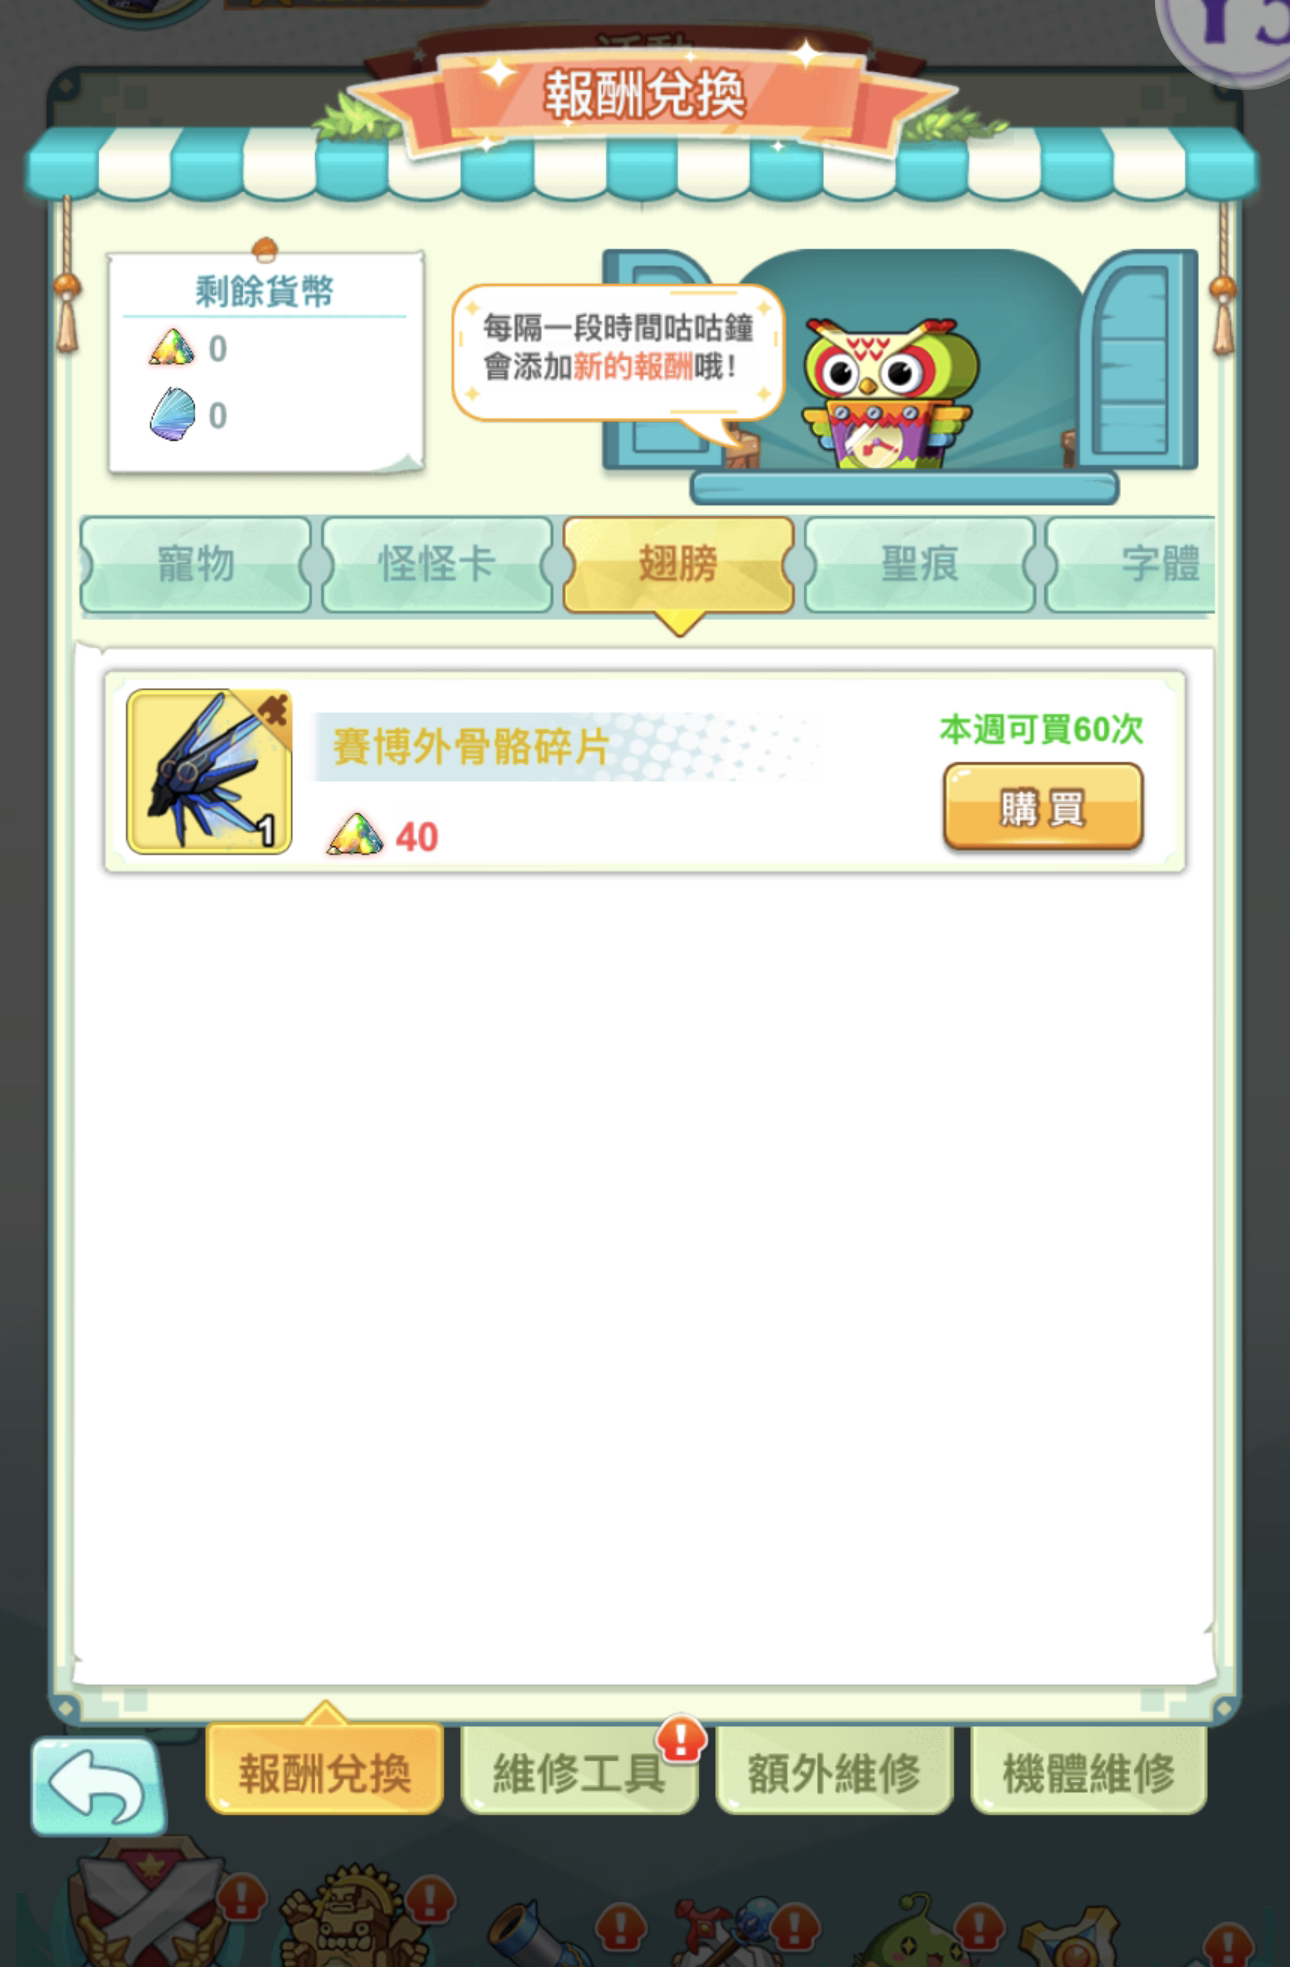 活動
報酬兌換
剩餘貨幣
0
0
每隔一段時間咕咕鐘
會添加新的報酬哦!
寵物
怪怪卡
翅膀
聖痕
字體
賽博外骨骼碎片
本週可買60次
1
40
購買
報酬兌換
維修工具
額外維修
機體維修